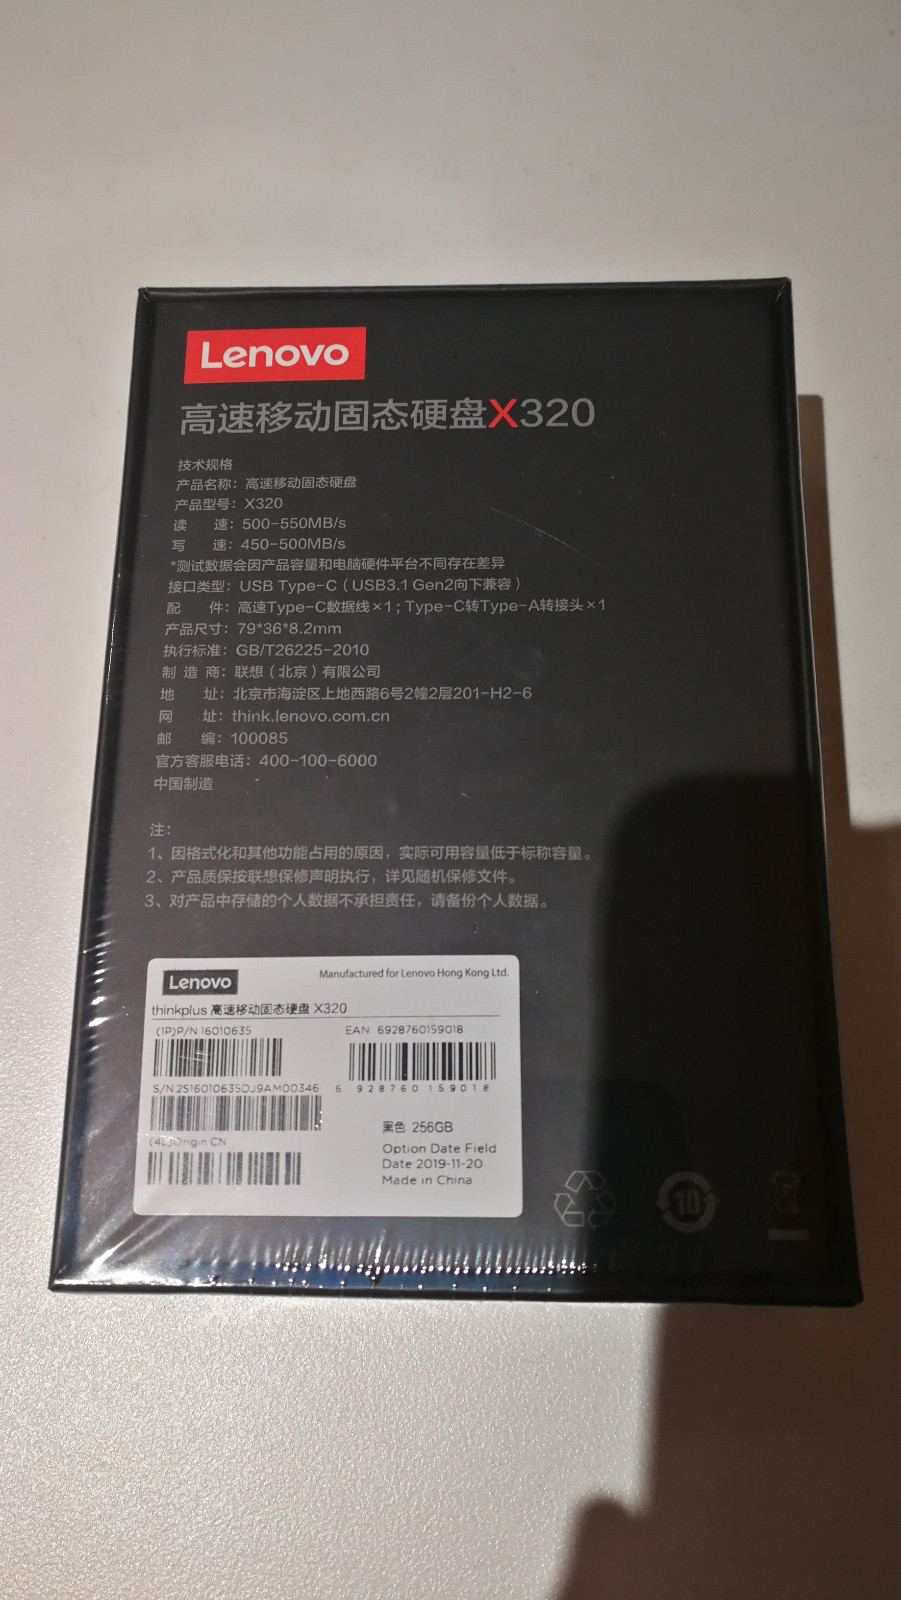 Lenovo
高速移动固态硬盘X320
技术规格
产品名称：高速移动固态硬盘
产品型号：X320
读 速：500-550MB/s
写 速：450-500MB/s
*测试数据会因产品容量和电脑硬件平台不同存在差异
接口类型：USB Type-C（USB3.1 Gen2向下兼容）
配 件：高速Type-C数据线×1；Type-C转Type-A转接头×1
产品尺寸：79*36*8.2mm
执行标准：GB/T26225-2010
制 造 商：联想（北京）有限公司
地 址：北京市海淀区上地西路6号2幢2层201-H2-6
网 址：think.lenovo.com.cn
邮 编：100085
官方客服电话：400-100-6000
中国制造
注：
1、因格式化和其他功能占用的原因，实际可用容量低于标称容量。
2、产品质保按联想保修声明执行，详见随机保修文件。
3、对产品中存储的个人数据不承担责任，请备份个人数据。
Lenovo
Manufactured for Lenovo Hong Kong Ltd.
thinkplus 高速移动固态硬盘 X320
(1P)P/N 16010635
EAN 6928760159018
S/N2S16010635DJ9AM00346
6 928760 159018
(4L)Origin CN
黑色 256GB
Option Date Field
Date 2019-11-20
Made in China
10